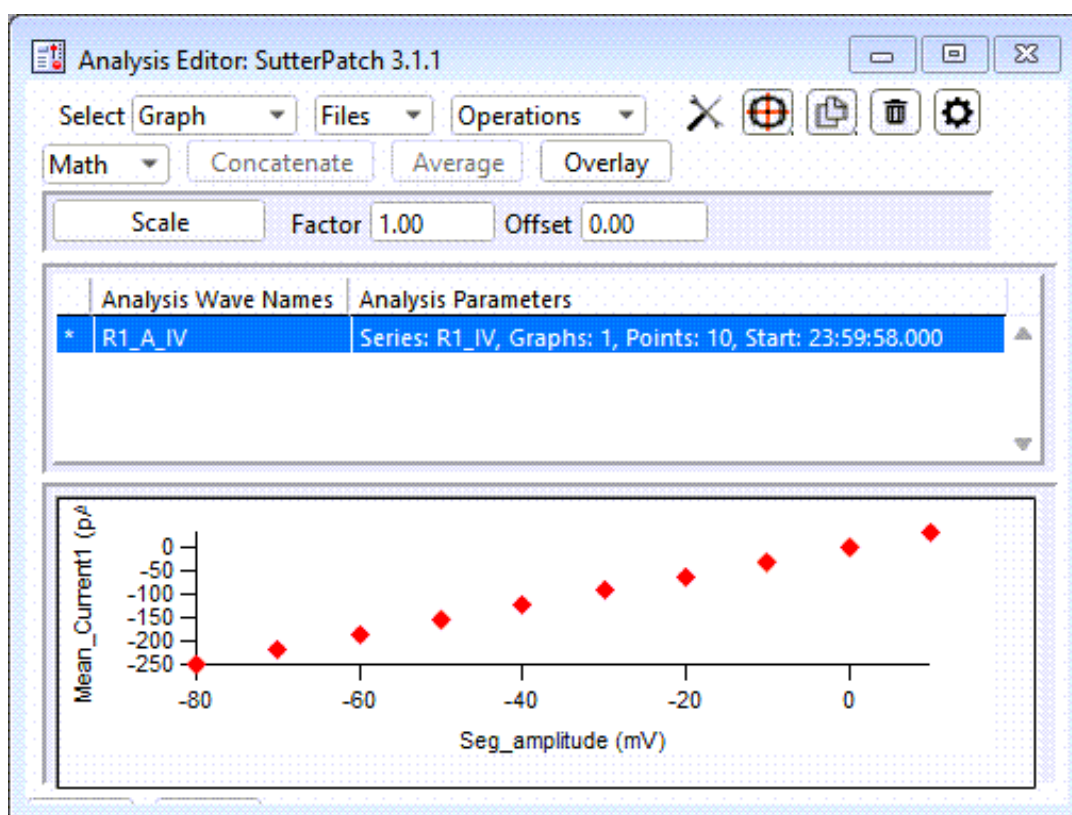 Analysis Editor: SutterPatch 3.1.1
Select Graph Files Operations
Math Concatenate Average Overlay
Scale Factor 1.00 Offset 0.00
Analysis Wave Names Analysis Parameters
* R1_A_IV Series: R1_IV, Graphs: 1, Points: 10, Start: 23:59:58.000
Mean_Current1 (pA
0
-50
-100
-150
-200
-250
-80 -60 -40 -20 0
Seg_amplitude (mV)